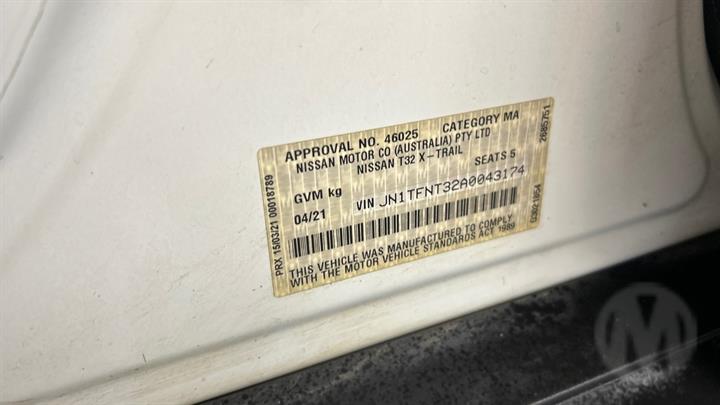 APPROVAL NO. 46025 CATEGORY MA
NISSAN MOTOR CO (AUSTRALIA) PTY LTD
NISSAN T32 X-TRAIL
GVM kg SEATS 5
04/21 VIN JN1TFNT32A0043174
THIS VEHICLE WAS MANUFACTURED TO COMPLY
WITH THE MOTOR VEHICLE STANDARDS ACT 1989
PRX 15/03/21 00018789
2885751
M